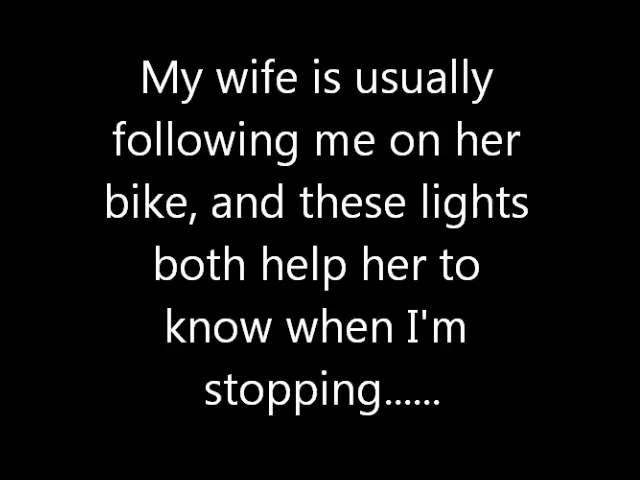 My wife is usually
following me on her
bike, and these lights
both help her to
know when I'm
stopping......